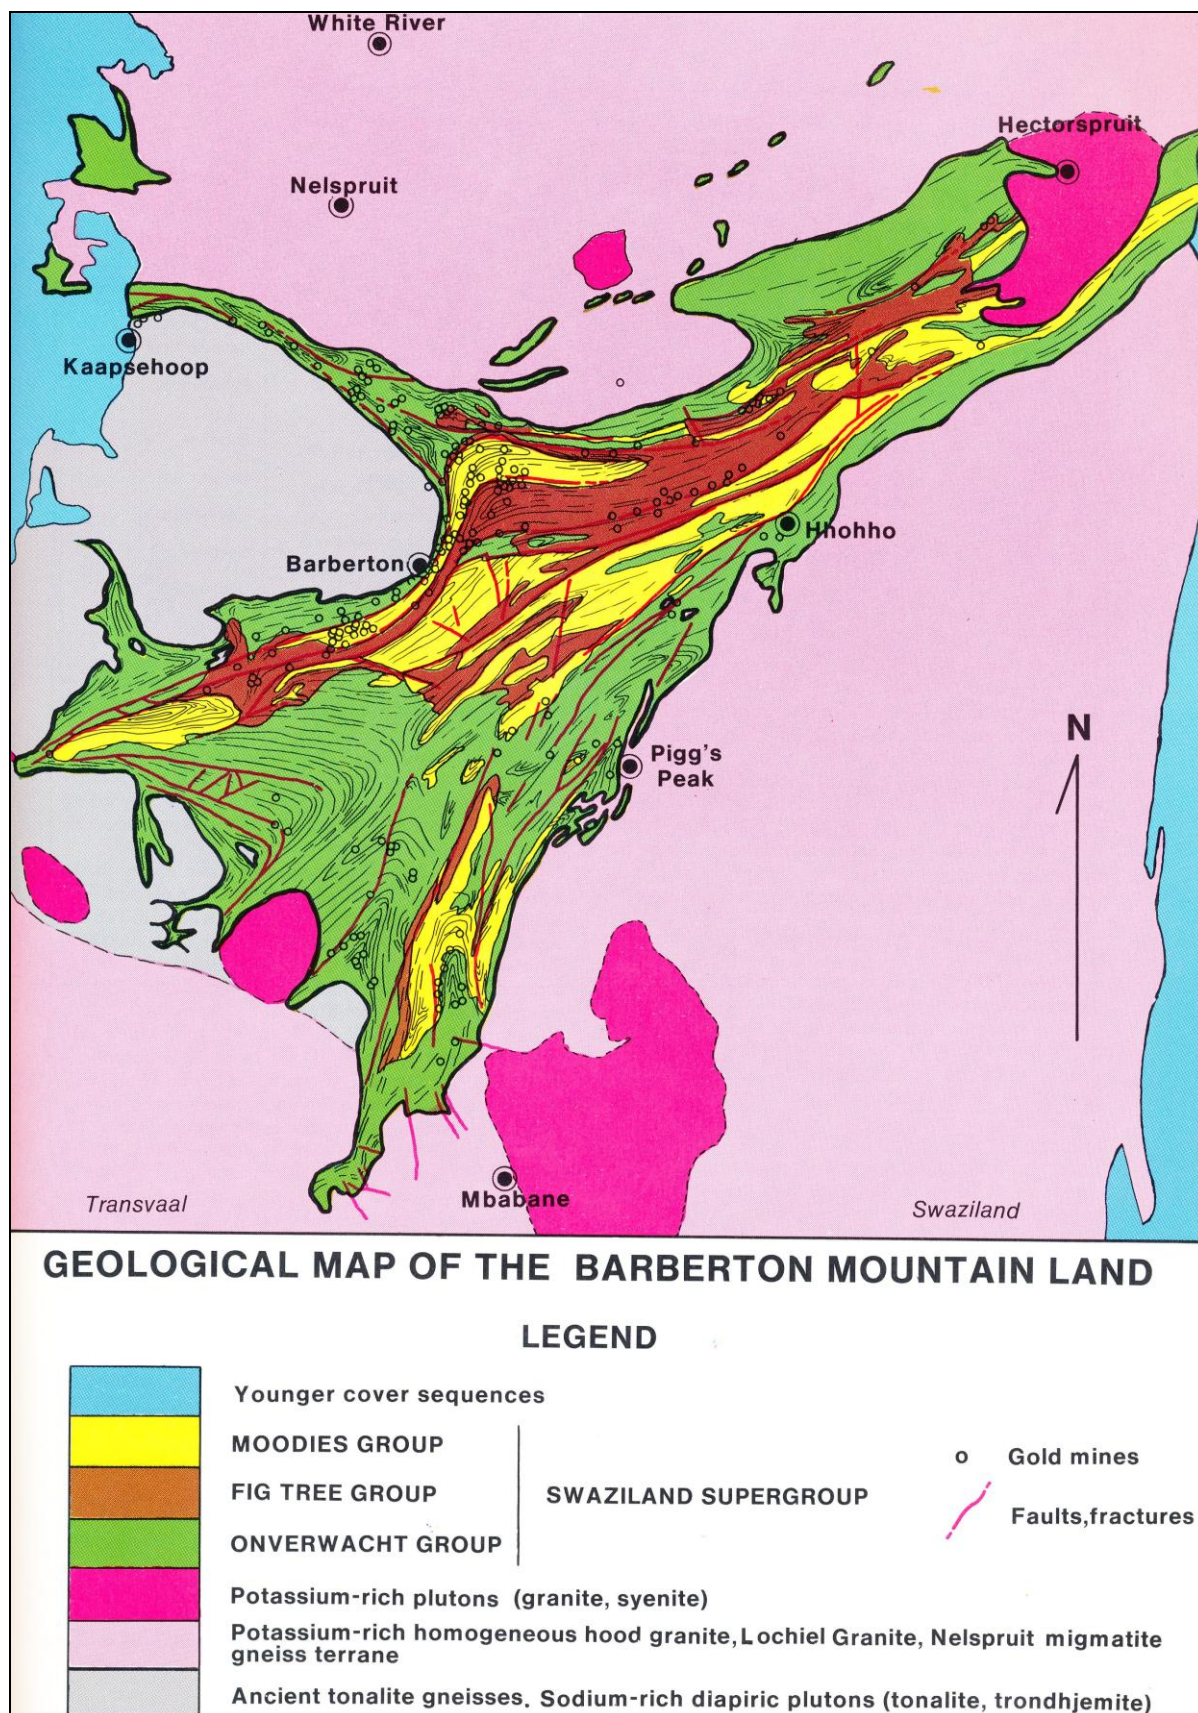 White River
Hectorspruit
Nelspruit
Kaapsehoop
Barberton
Hhohho
N
Pigg's
Peak
Mbabane
Transvaal
Swaziland
GEOLOGICAL MAP OF THE BARBERTON MOUNTAIN LAND
LEGEND
Younger cover sequences
MOODIES GROUP
FIG TREE GROUP
ONVERWACHT GROUP
SWAZILAND SUPERGROUP
Gold mines
Faults,fractures
Potassium-rich plutons (granite, syenite)
Potassium-rich homogeneous hood granite, Lochiel Granite, Nelspruit migmatite
gneiss terrane
Ancient tonalite gneisses. Sodium-rich diapiric plutons (tonalite, trondhjemite)